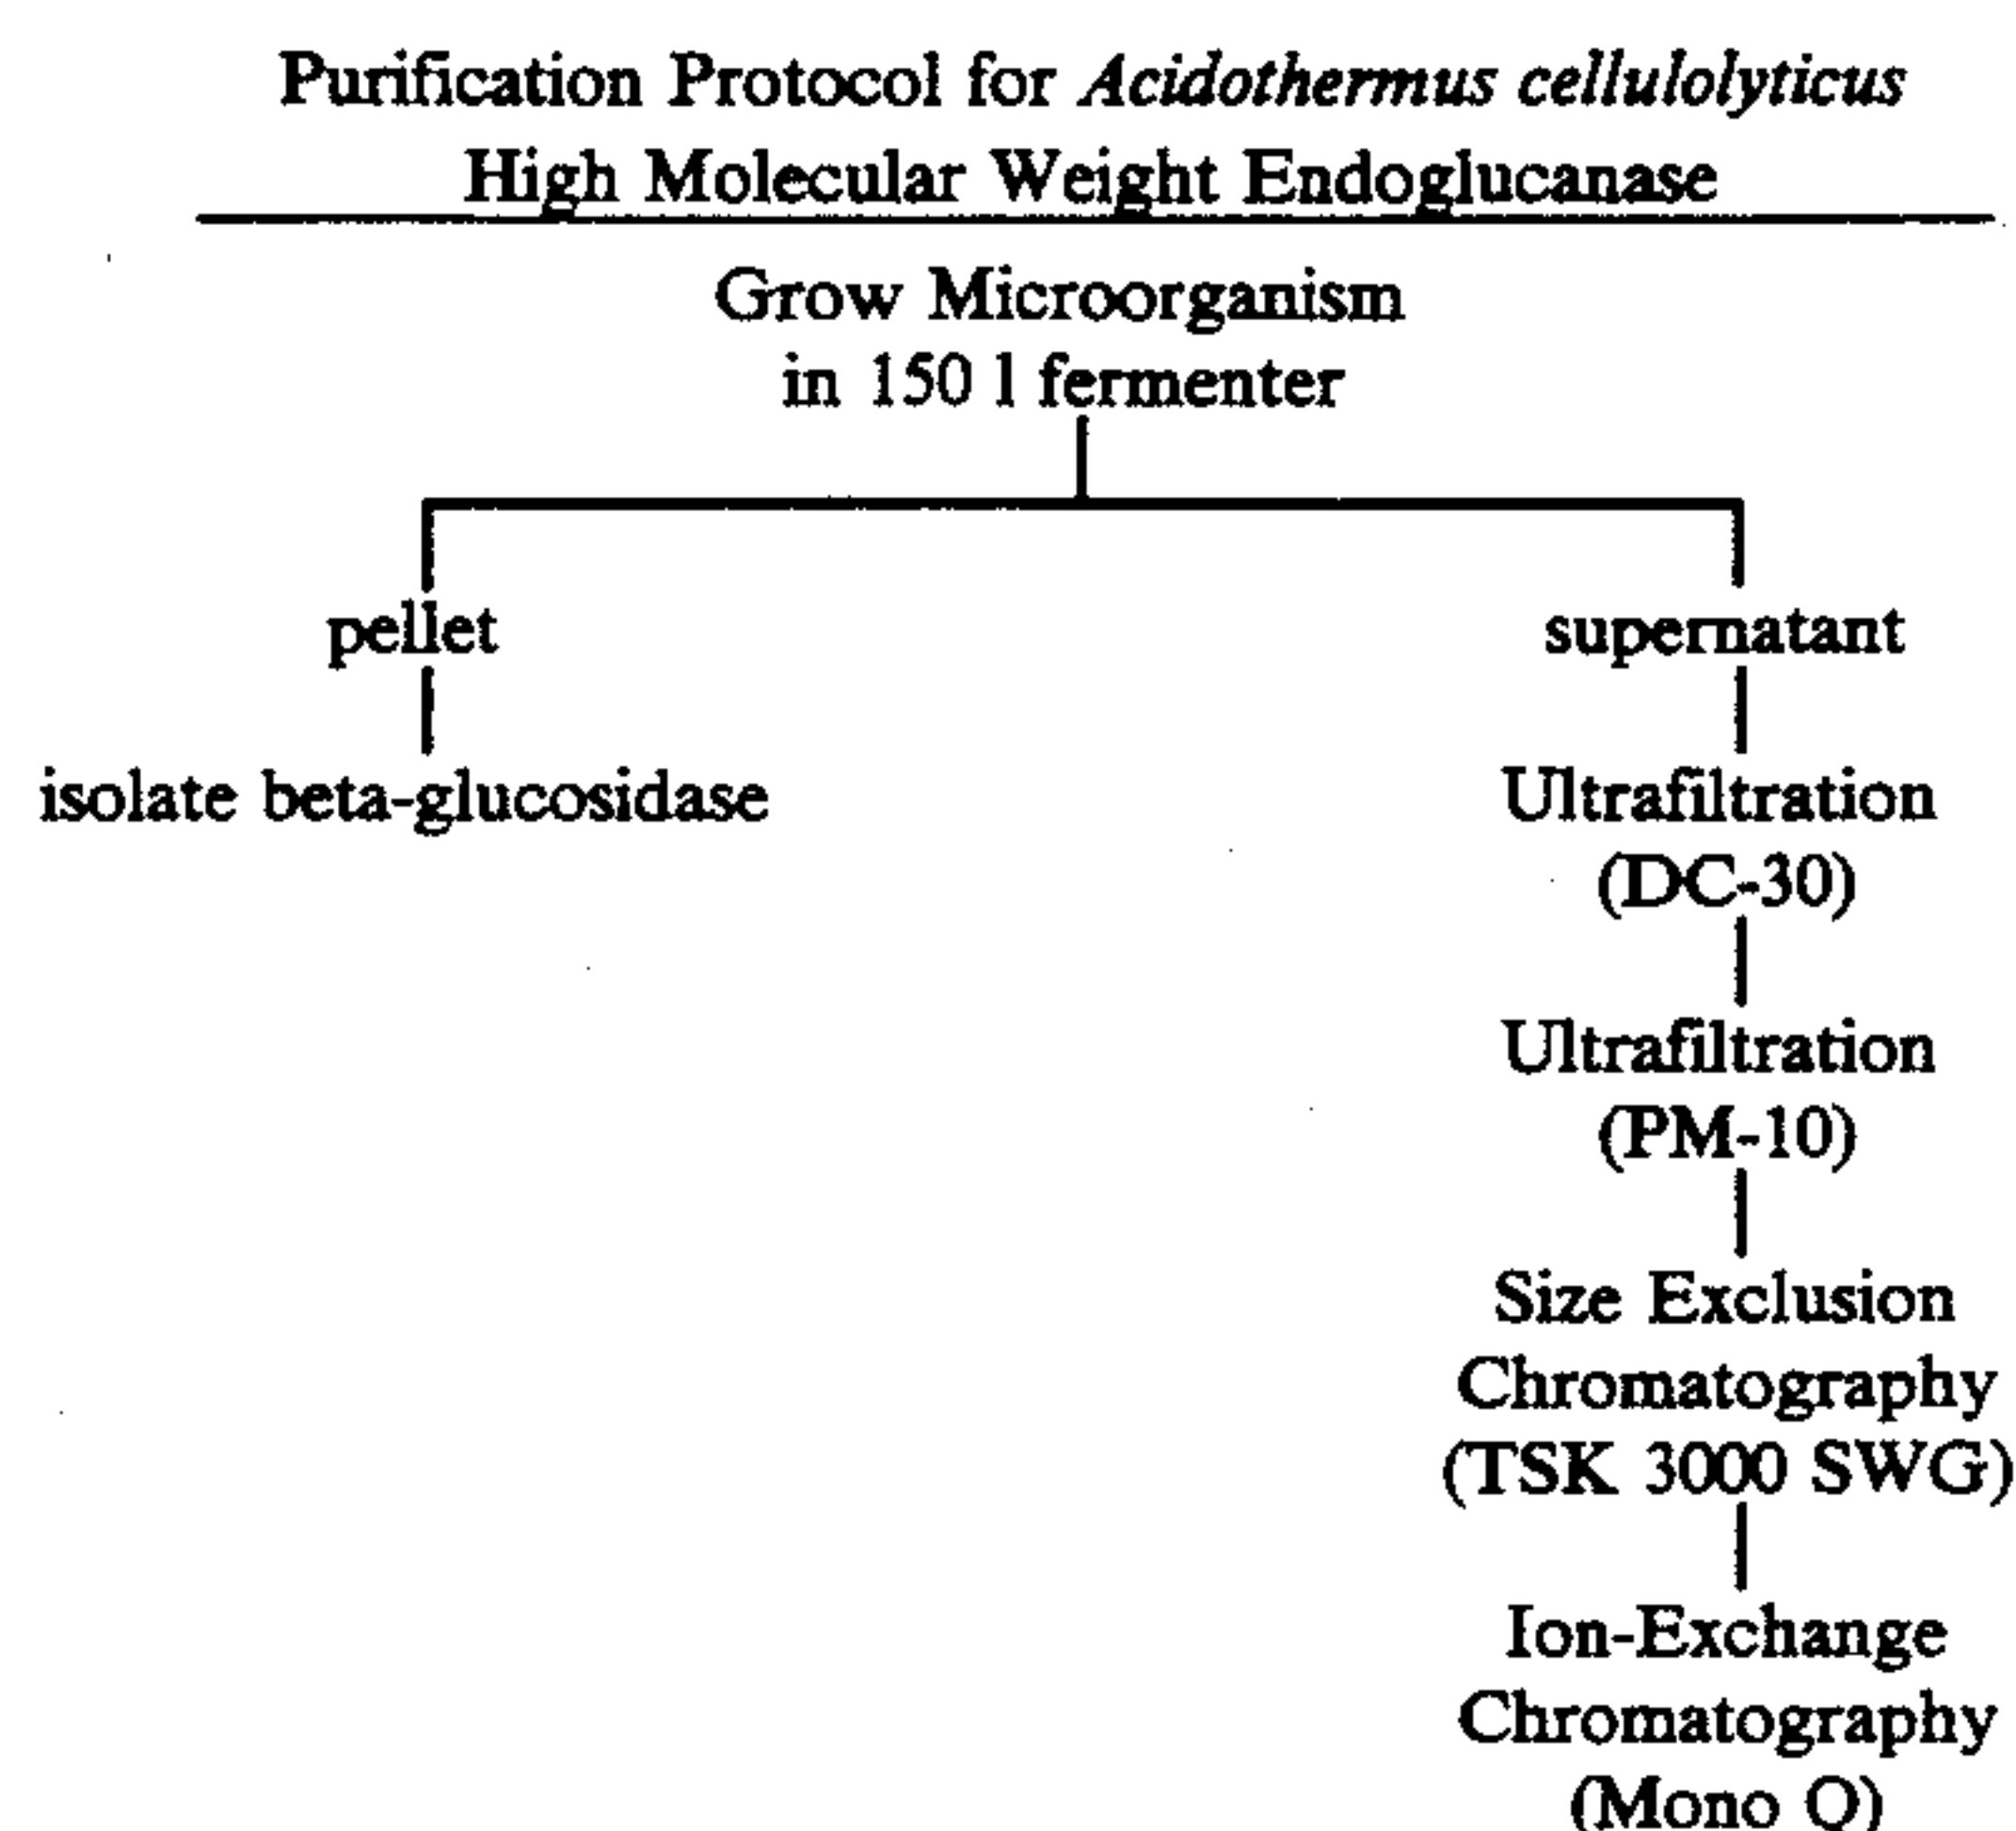 Purification Protocol for Acidothermus cellulolyticus
High Molecular Weight Endoglucanase
Grow Microorganism
in 150 l fermenter
pellet
supernatant
isolate beta-glucosidase
Ultrafiltration
(DC-30)
Ultrafiltration
(PM-10)
Size Exclusion
Chromatography
(TSK 3000 SWG)
Ion-Exchange
Chromatography
(Mono Q)